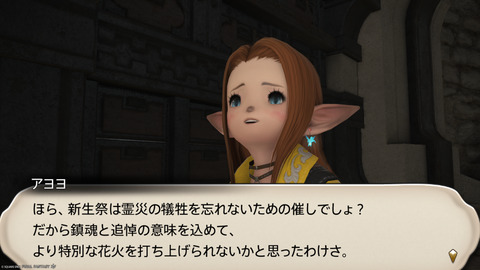 アヨヨ
ほら、新生祭は霊災の犠牲を忘れないための催しでしょ？
だから鎮魂と追悼の意味を込めて、
より特別な花火を打ち上げられないかと思ったわけさ。